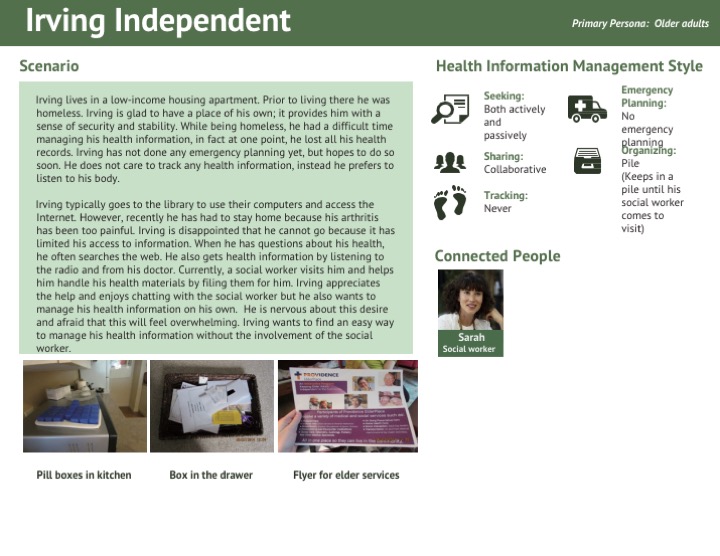 Irving Independent
Primary Persona: Older adults
Scenario
Irving lives in a low-income housing apartment. Prior to living there he was
homeless. Irving is glad to have a place of his own; it provides him with a
sense of security and stability. While being homeless, he had a difficult time
managing his health information, in fact at one point, he lost all his health
records. Irving has not done any emergency planning yet, but hopes to do so
soon. He does not care to track any health information, instead he prefers to
listen to his body.
Irving typically goes to the library to use their computers and access the
Internet. However, recently he has had to stay home because his arthritis
has been too painful. Irving is disappointed that he cannot go because it has
limited his access to information. When he has questions about his health,
he often searches the web. He also gets health information by listening to
the radio and from his doctor. Currently, a social worker visits him and helps
him handle his health materials by filing them for him. Irving appreciates
the help and enjoys chatting with the social worker but he also wants to
manage his health information on his own.  He is nervous about this desire
and afraid that this will feel overwhelming. Irving wants to find an easy way
to manage his health information without the involvement of the social
worker.
PROVIDENCE
Pill boxes in kitchen
Box in the drawer
Flyer for elder services
Health Information Management Style
Seeking:
Both actively
and
passively
Sharing:
Collaborative
Tracking:
Never
Emergency
Planning:
No
emergency
planning
Organizing:
Pile
(Keeps in a
pile until his
social worker
comes to
visit)
Connected People
Sarah
Social worker